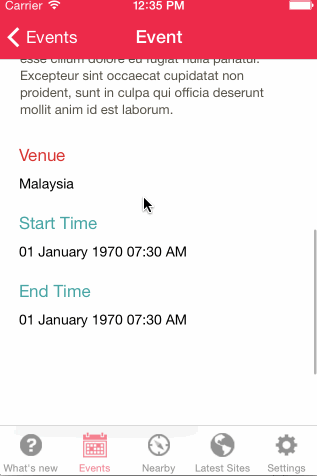 Carrier 12:35 PM
Events Event
esse cillum dolore eu fugiat nulla pariatur.
Excepteur sint occaecat cupidatat non
proident, sunt in culpa qui officia deserunt
mollit anim id est laborum.
Venue
Malaysia
Start Time
01 January 1970 07:30 AM
End Time
01 January 1970 07:30 AM
What's new Events Nearby Latest Sites Settings